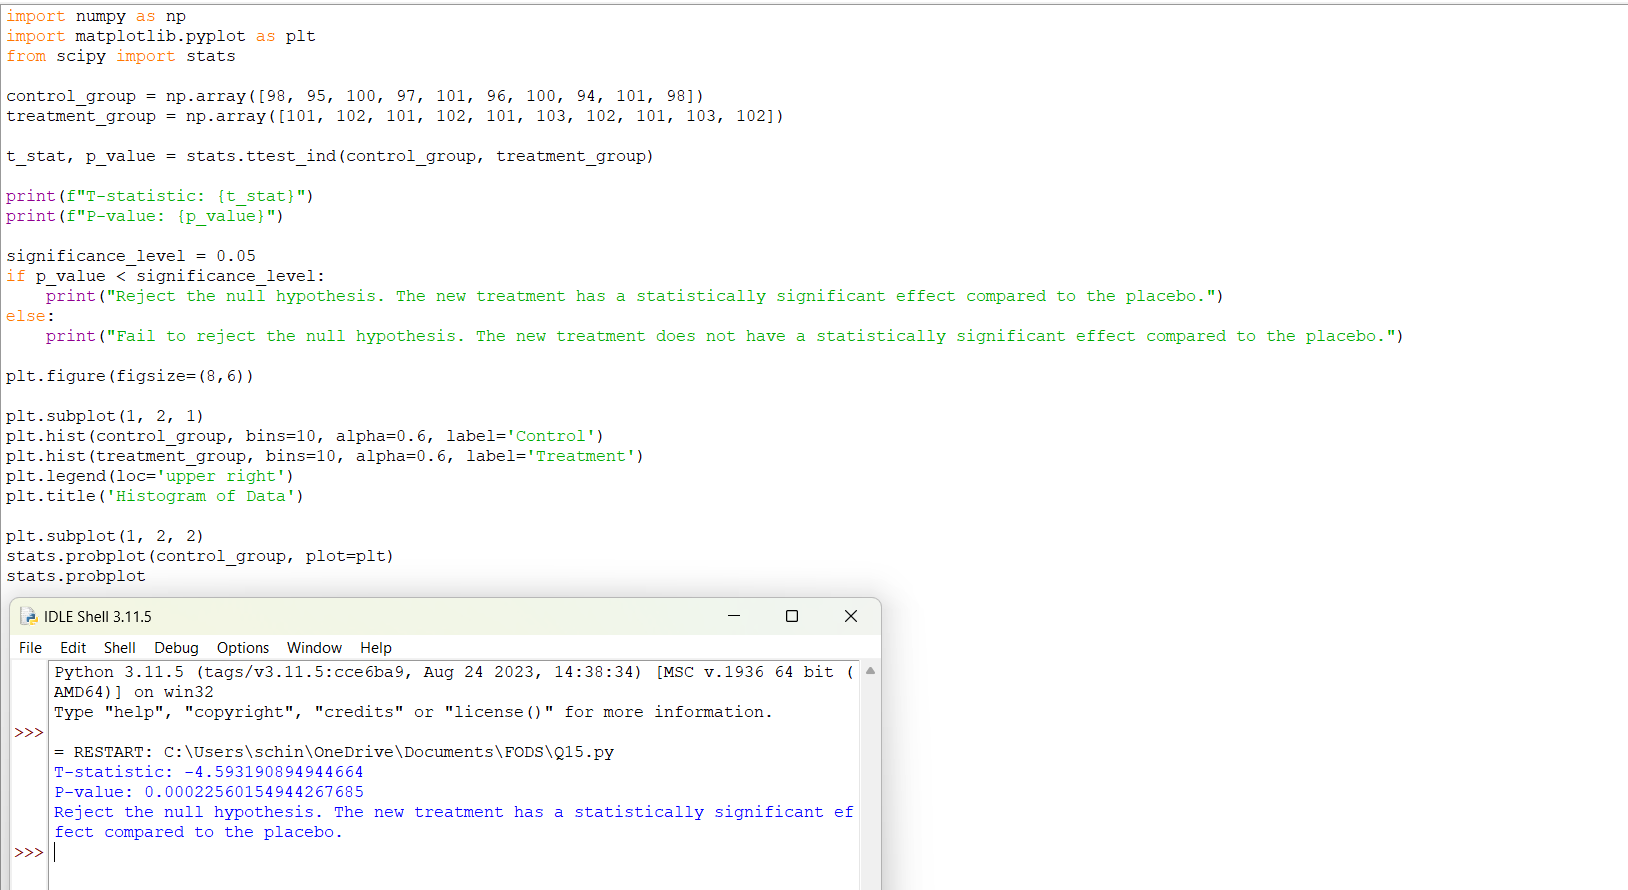 import numpy as np
import matplotlib.pyplot as plt
from scipy import stats
control_group = np.array([98, 95, 100, 97, 101, 96, 100, 94, 101, 98])
treatment_group = np.array([101, 102, 101, 102, 101, 103, 102, 101, 103, 102])
t_stat, p_value = stats.ttest_ind(control_group, treatment_group)
print(f"T-statistic: {t_stat}")
print(f"P-value: {p_value}")
significance_level = 0.05
if p_value < significance_level:
    print("Reject the null hypothesis. The new treatment has a statistically significant effect compared to the placebo.")
else:
    print("Fail to reject the null hypothesis. The new treatment does not have a statistically significant effect compared to the placebo.")
plt.figure(figsize=(8,6))
plt.subplot(1, 2, 1)
plt.hist(control_group, bins=10, alpha=0.6, label='Control')
plt.hist(treatment_group, bins=10, alpha=0.6, label='Treatment')
plt.legend(loc='upper right')
plt.title('Histogram of Data')
plt.subplot(1, 2, 2)
stats.probplot(control_group, plot=plt)
stats.probplot
IDLE Shell 3.11.5
File Edit Shell Debug Options Window Help
Python 3.11.5 (tags/v3.11.5:cce6ba9, Aug 24 2023, 14:38:34) [MSC v.1936 64 bit (
AMD64)] on win32
Type "help", "copyright", "credits" or "license()" for more information.
>>>
= RESTART: C:\Users\schin\OneDrive\Documents\FODS\Q15.py
T-statistic: -4.593190894944664
P-value: 0.00022560154944267685
Reject the null hypothesis. The new treatment has a statistically significant ef
fect compared to the placebo.
>>>